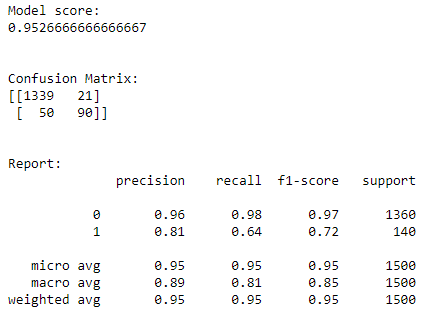 Model score:
0.9526666666666667
Confusion Matrix:
[[1339   21]
 [  50   90]]
Report:
              precision    recall  f1-score   support
           0       0.96      0.98      0.97      1360
           1       0.81      0.64      0.72       140
   micro avg       0.95      0.95      0.95      1500
   macro avg       0.89      0.81      0.85      1500
weighted avg       0.95      0.95      0.95      1500